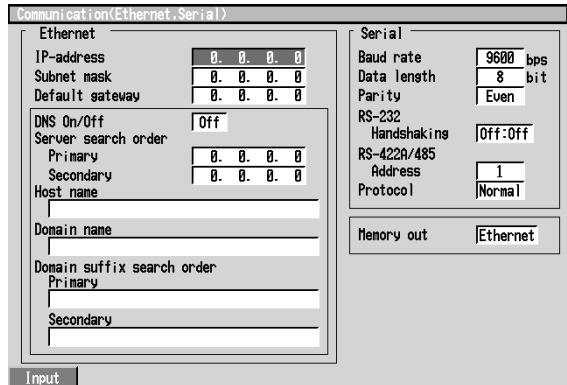 Communication(Ethernet.Serial)
Ethernet
IP-address 0. 0. 0. 0
Subnet mask 0. 0. 0. 0
Default gateway 0. 0. 0. 0
DNS On/Off Off
Server search order
Primary 0. 0. 0. 0
Secondary 0. 0. 0. 0
Host name
Domain name
Domain suffix search order
Primary
Secondary
Serial
Baud rate 9600 bps
Data length 8 bit
Parity Even
RS-232
Handshaking Off:Off
RS-422A/485
Address 1
Protocol Normal
Memory out Ethernet
Input